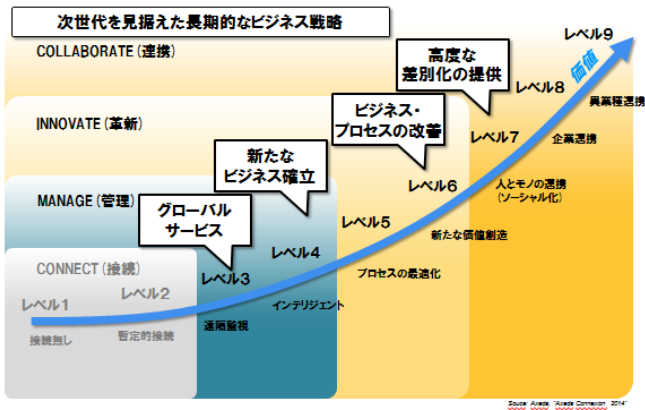 次世代を見据えた長期的なビジネス戦略
COLLABORATE（連携）
INNOVATE（革新）
MANAGE（管理）
CONNECT（接続）
グローバル
サービス
新たな
ビジネス確立
ビジネス・
プロセスの改善
高度な
差別化の提供
価値
レベル1
接続無し
レベル2
暫定的接続
レベル3
遠隔監視
レベル4
インテリジェント
レベル5
プロセスの最適化
レベル6
新たな価値創造
レベル7
人とモノの連携
（ソーシャル化）
レベル8
企業連携
レベル9
異業種連携
Souce: Axeda, "Axeda Connexion 2014"